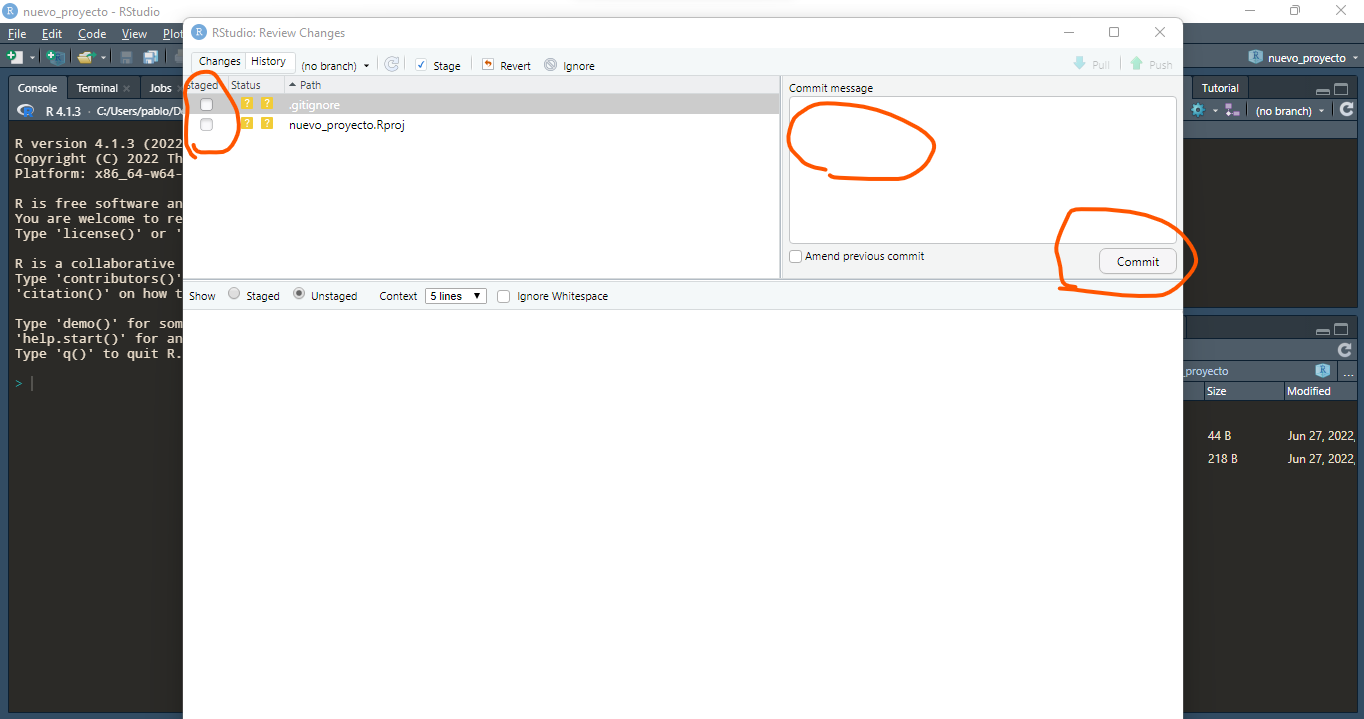 nuevo_proyecto - RStudio
File Edit Code View Plot
nuevo_proyecto
Console Terminal Jobs
R 4.1.3 · C:/Users/pablo/Do
R version 4.1.3 (2022
Copyright (C) 2022 Th
Platform: x86_64-w64-
R is free software an
You are welcome to re
Type 'license()' or '
R is a collaborative
Type 'contributors()'
'citation()' on how t
Type 'demo()' for som
'help.start()' for an
Type 'q()' to quit R.
>
RStudio: Review Changes
Changes History (no branch) Stage Revert Ignore Pull Push
Staged Status Path
? ? .gitignore
? ? nuevo_proyecto.Rproj
Commit message
Amend previous commit
Commit
Show Staged Unstaged Context 5 lines Ignore Whitespace
Tutorial
(no branch)
_proyecto ...
Size Modified
44 B Jun 27, 2022,
218 B Jun 27, 2022,